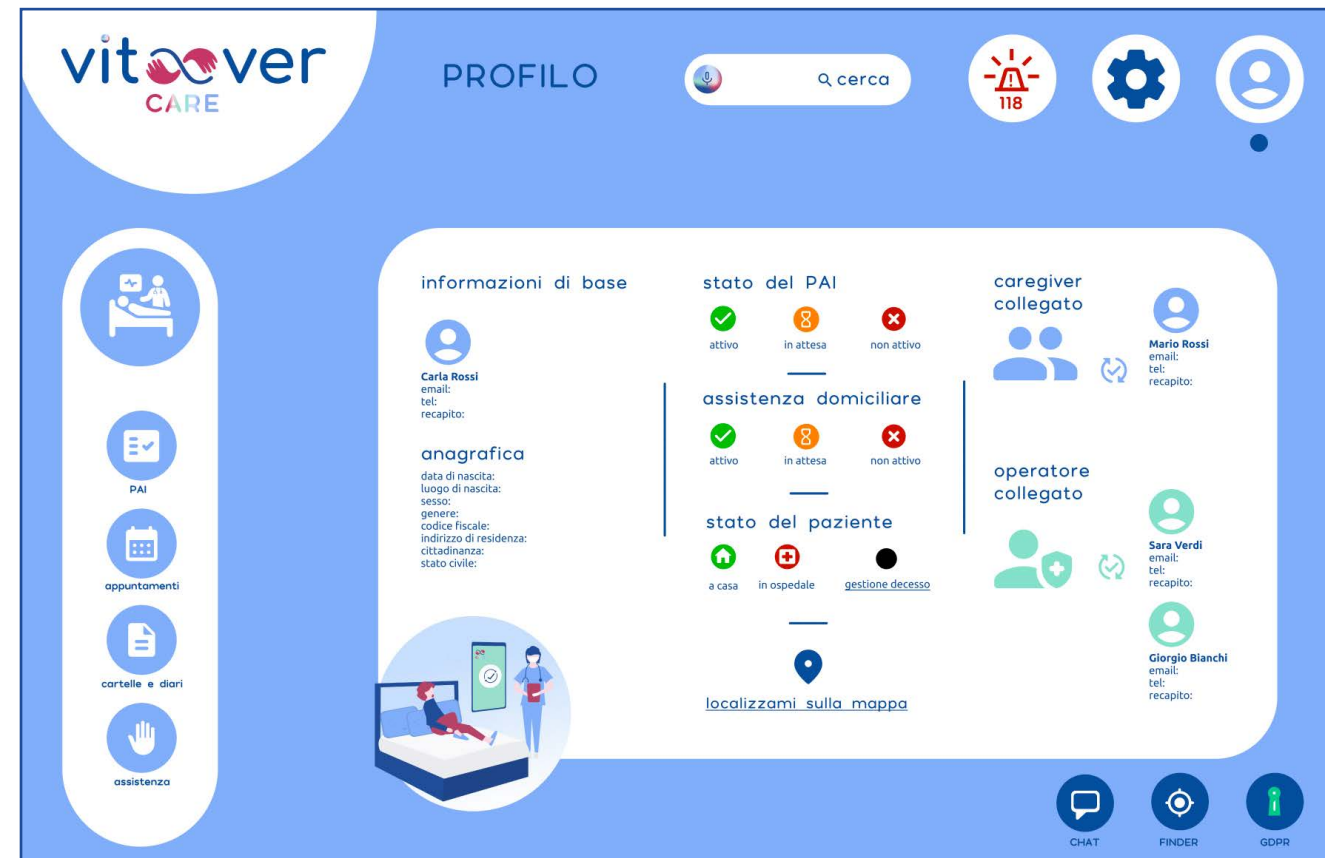 vitoover
CARE
PROFILO
cerca
118
PAI
appuntamenti
cartelle e diari
assistenza
informazioni di base
Carla Rossi
email:
tel:
recapito:
anagrafica
data di nascita:
luogo di nascita:
sesso:
genere:
codice fiscale:
indirizzo di residenza:
cittadinanza:
stato civile:
stato del PAI
attivo in attesa non attivo
assistenza domiciliare
attivo in attesa non attivo
stato del paziente
a casa in ospedale gestione decesso
localizzami sulla mappa
caregiver
collegato
Mario Rossi
email:
tel:
recapito:
operatore
collegato
Sara Verdi
email:
tel:
recapito:
Giorgio Bianchi
email:
tel:
recapito:
CHAT FINDER GDPR